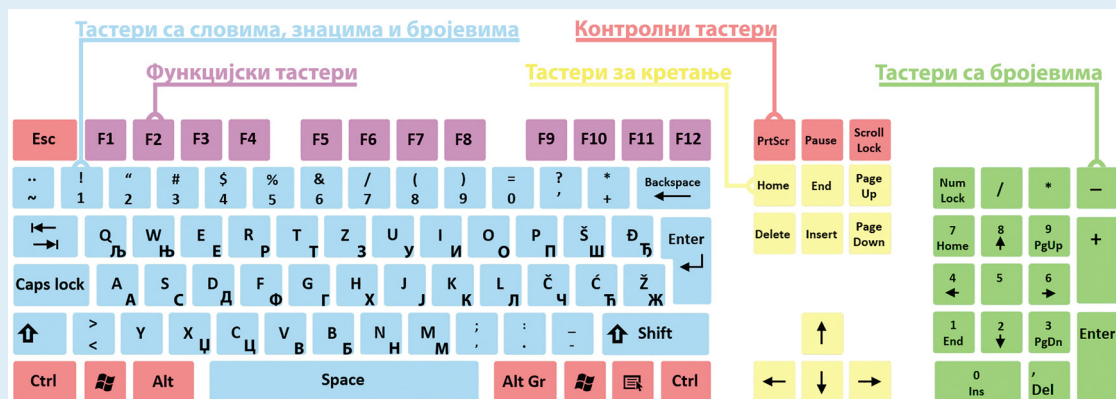 Тастери са словима, знацима и бројевима
Контролни тастери
Функцијски тастери
Тастери за кретање
Тастери са бројевима
Esc F1 F2 F3 F4 F5 F6 F7 F8 F9 F10 F11 F12 PrtScr Pause Scroll Lock
¨ ~ ! 1 “ 2 # 3 $ 4 % 5 & 6 / 7 ( 8 ) 9 = 0 ? ’ * + Backspace Home End Page Up Num Lock / * −
Q Љ W Њ E Е R Р T Т Z З U У I И O О P П Š Ш Đ Ђ Enter Delete Insert Page Down 7 Home 8 9 PgUp +
Caps lock A А S С D Д F Ф G Г H Х J Ј K К L Л Č Ч Ć Ћ Ž Ж 4 5 6
> < Y X Џ C Ц V В B Б N Н M М ; , : . _ - Shift 1 End 2 3 PgDn Enter
Ctrl Alt Space Alt Gr Ctrl 0 Ins , Del